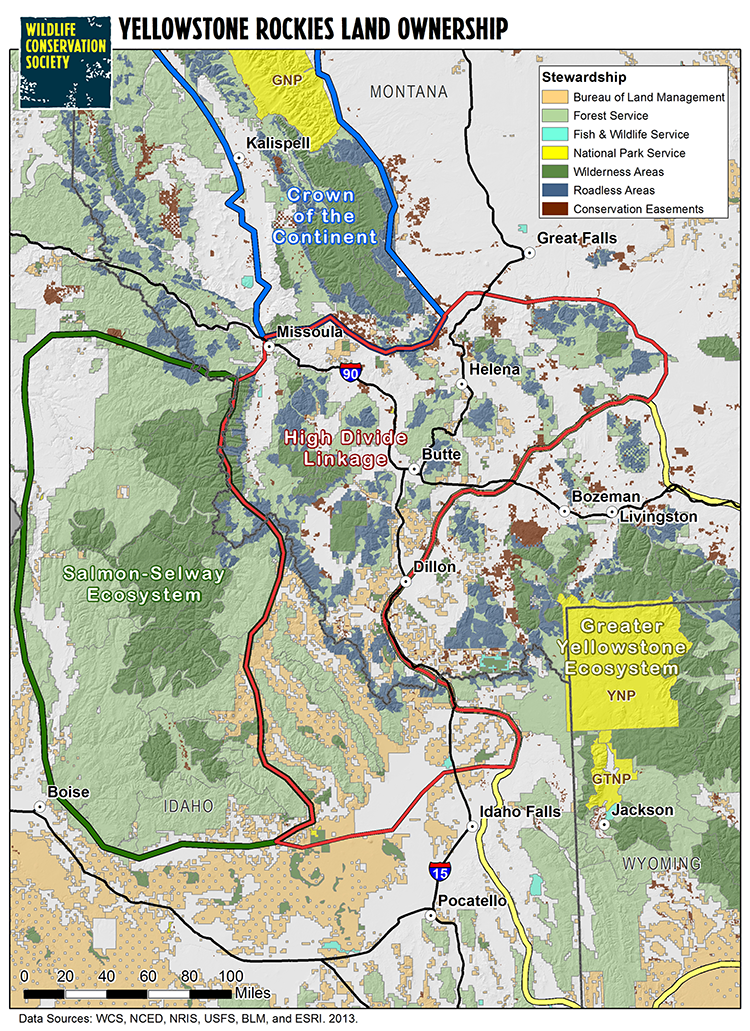 WILDLIFE
CONSERVATION
SOCIETY
YELLOWSTONE ROCKIES LAND OWNERSHIP
Stewardship
Bureau of Land Management
Forest Service
Fish & Wildlife Service
National Park Service
Wilderness Areas
Roadless Areas
Conservation Easements
GNP
MONTANA
Kalispell
Crown
of the
Continent
Great Falls
Missoula
90
Helena
High Divide
Linkage
Butte
Bozeman
Livingston
Dillon
Salmon-Selway
Ecosystem
Greater
Yellowstone
Ecosystem
YNP
GTNP
Boise
IDAHO
Idaho Falls
Jackson
WYOMING
15
Pocatello
0 20 40 60 80 100
Miles
Data Sources: WCS, NCED, NRIS, USFS, BLM, and ESRI. 2013.